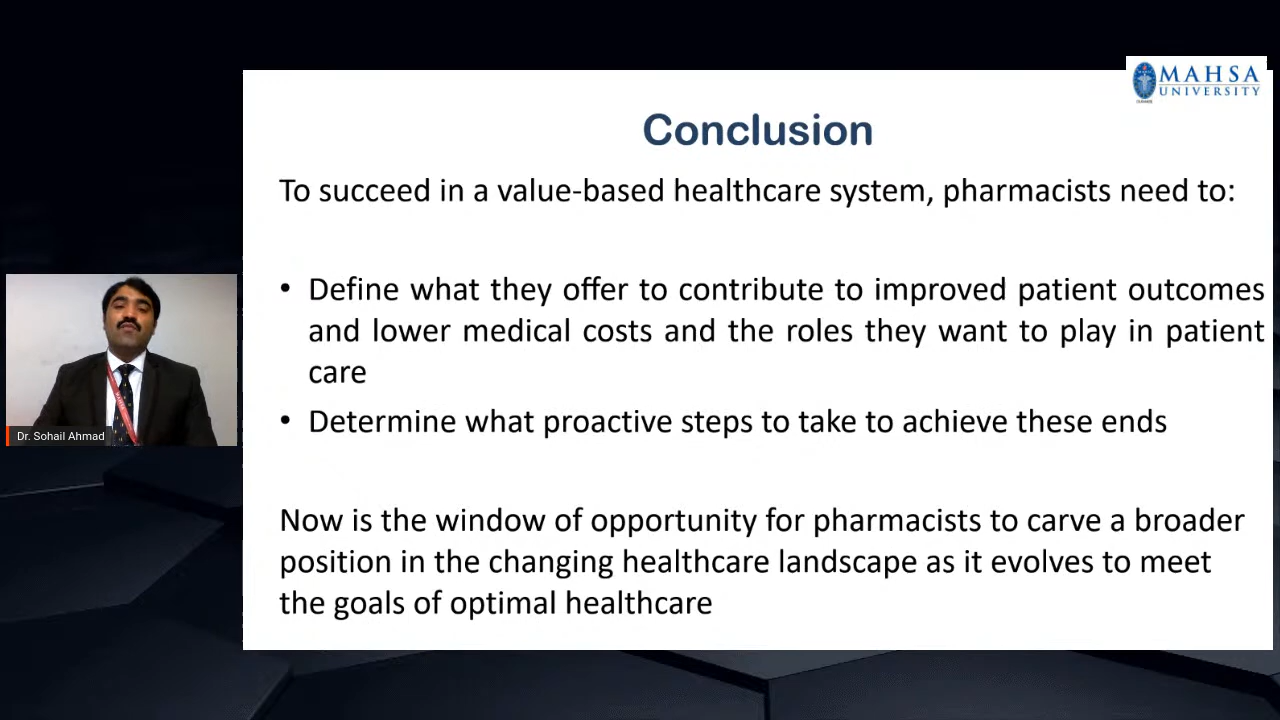 MAHSA
UNIVERSITY
Conclusion
To succeed in a value-based healthcare system, pharmacists need to:
• Define what they offer to contribute to improved patient outcomes
and lower medical costs and the roles they want to play in patient
care
• Determine what proactive steps to take to achieve these ends
Now is the window of opportunity for pharmacists to carve a broader
position in the changing healthcare landscape as it evolves to meet
the goals of optimal healthcare
Dr. Sohail Ahmad